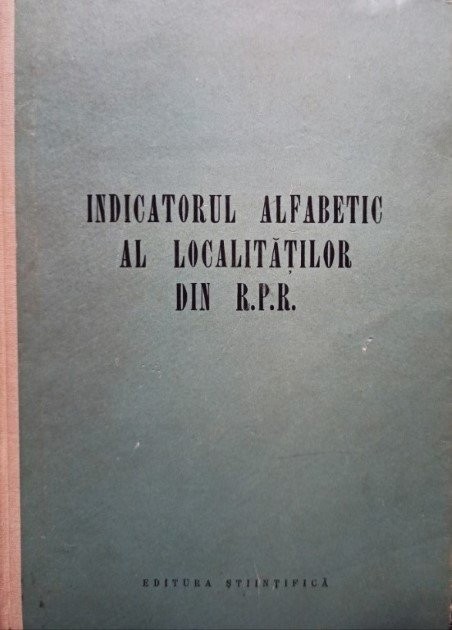 INDICATORUL ALFABETIC
AL LOCALITĂȚILOR
DIN R.P.R.
EDITURA ȘTIINȚIFICĂ